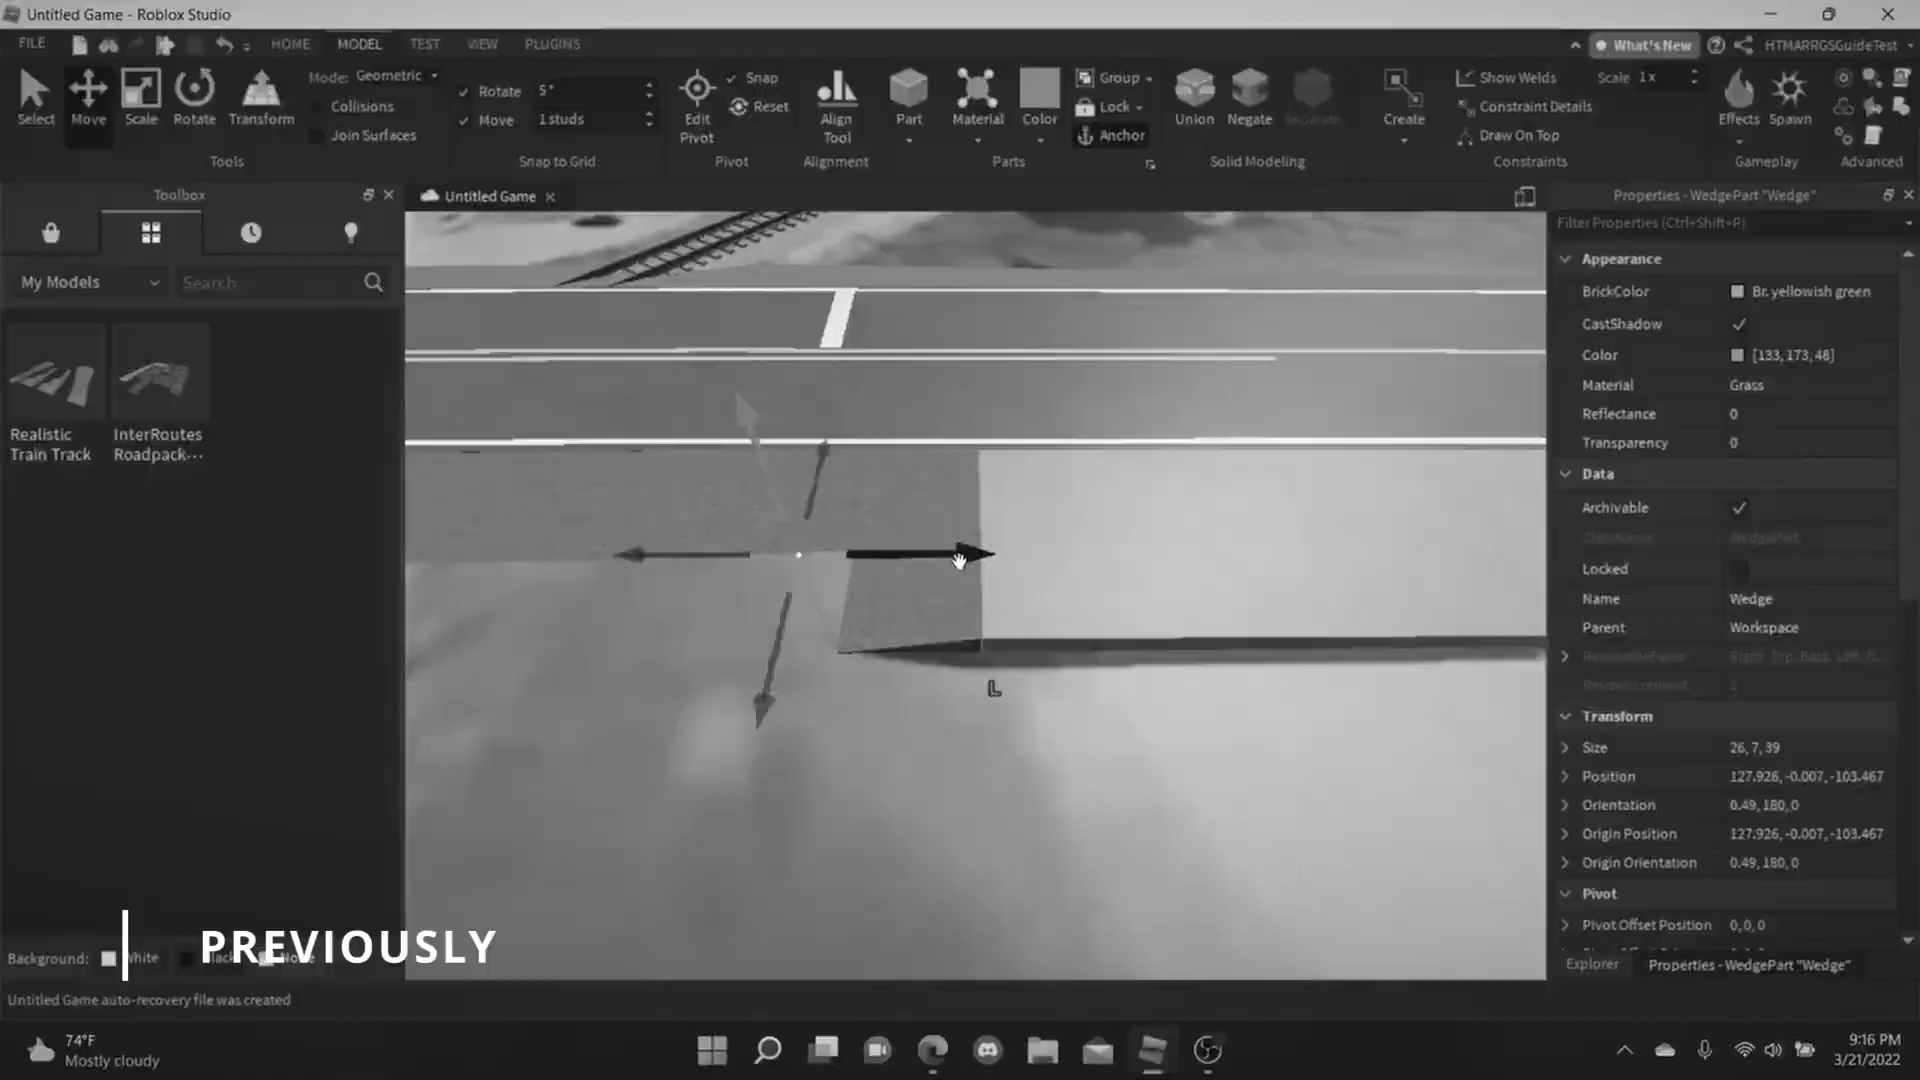 Untitled Game - Roblox Studio
FILE HOME MODEL TEST VIEW PLUGINS
What's New HTMARRGSGuideTest
Select Move Scale Rotate Transform
Mode: Geometric
Collisions
Join Surfaces
Tools
Rotate 5°
Move 1 studs
Snap to Grid
Edit Pivot
Snap
Reset
Pivot
Align Tool
Alignment
Part Material Color
Group
Lock
Anchor
Parts
Union Negate Separate
Solid Modeling
Create
Show Welds
Constraint Details
Draw On Top
Scale 1 x
Constraints
Effects Spawn
Gameplay
Advanced
Toolbox
My Models
Search
Realistic Train Track
InterRoutes Roadpack...
Background: White
Untitled Game
L
Properties - WedgePart "Wedge"
Filter Properties (Ctrl+Shift+P)
Appearance
BrickColor Br. yellowish green
CastShadow
Color [133, 173, 48]
Material Grass
Reflectance 0
Transparency 0
Data
Archivable
ClassName WedgePart
Locked
Name Wedge
Parent Workspace
Transform
Size 26, 7, 39
Position 127.926, -0.007, -103.467
Orientation 0.49, 180, 0
Origin Position 127.926, -0.007, -103.467
Origin Orientation 0.49, 180, 0
Pivot
Pivot Offset Position 0, 0, 0
Explorer
Properties - WedgePart "Wedge"
PREVIOUSLY
Untitled Game auto-recovery file was created
74°F
Mostly cloudy
9:16 PM
3/21/2022